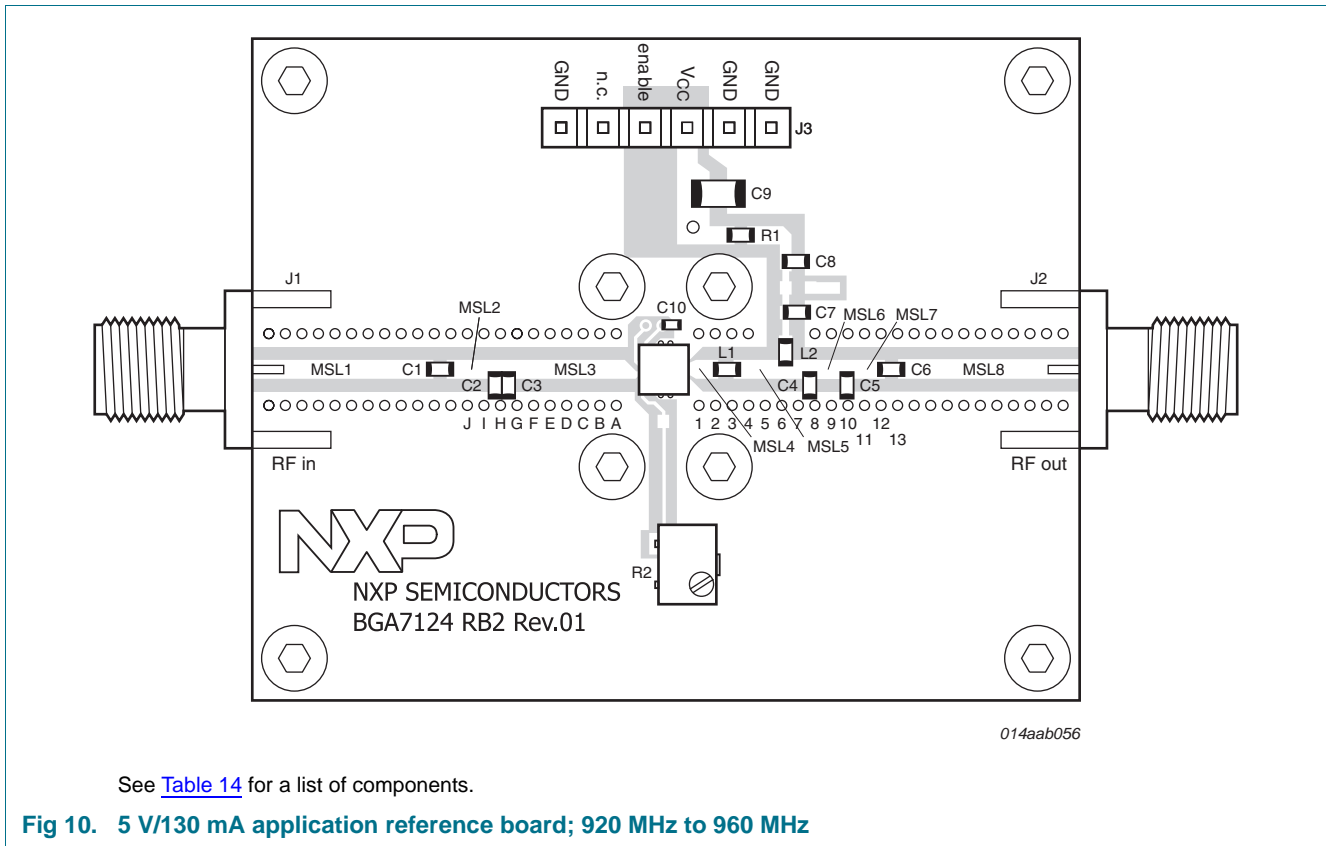 GND n.c. enable VCC GND GND
J3
C9
R1
C8
J1
J2
MSL2
C10
C7
MSL6
MSL7
MSL1
C1
C2
C3
MSL3
L1
L2
C4
C5
C6
MSL8
J I H G F E D C B A
1 2 3 4 5 6 7 8 9 10 12
11 13
MSL4
MSL5
RF in
RF out
NXP
R2
NXP SEMICONDUCTORS
BGA7124 RB2 Rev.01
014aab056
See Table 14 for a list of components.
Fig 10. 5 V/130 mA application reference board; 920 MHz to 960 MHz